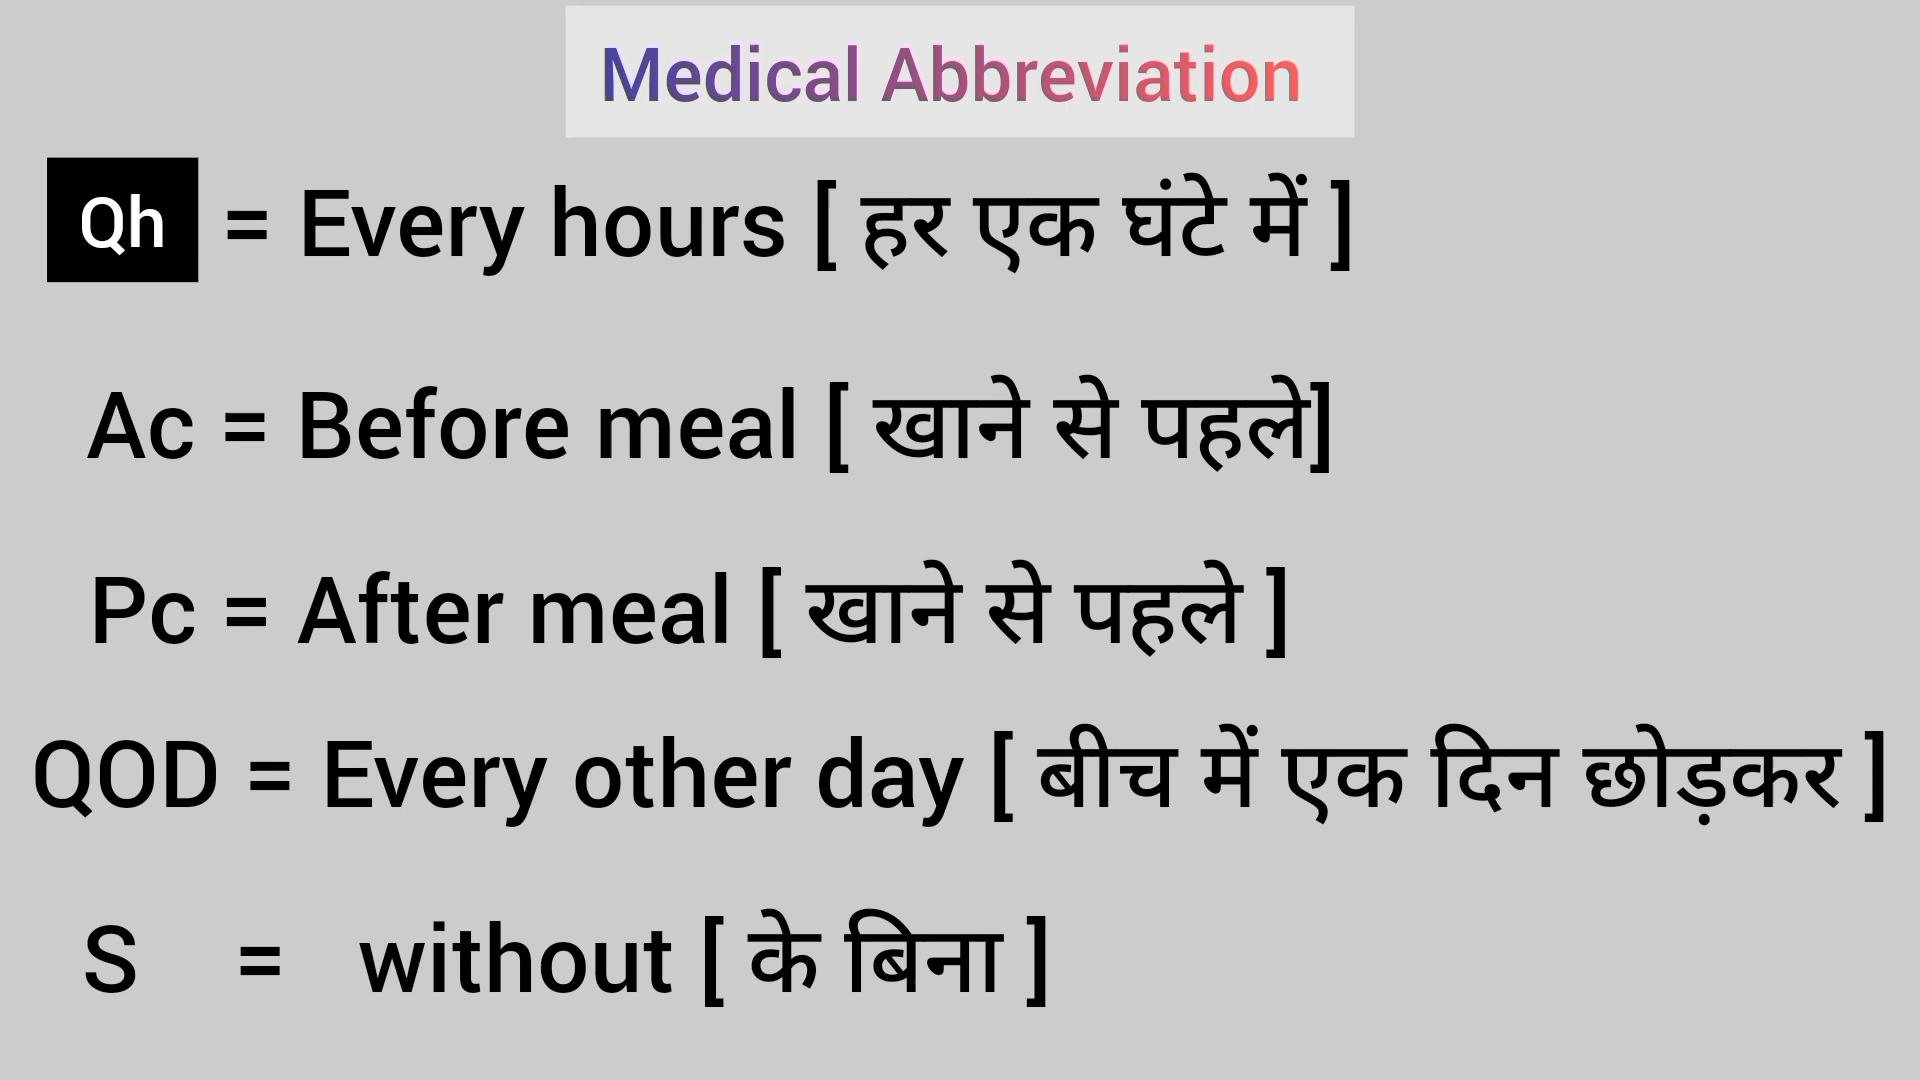 Medical Abbreviation
Qh = Every hours [ हर एक घंटे में ]
Ac = Before meal [ खाने से पहले]
Pc = After meal [ खाने से पहले ]
QOD = Every other day [ बीच में एक दिन छोड़कर ]
S = without [ के बिना ]